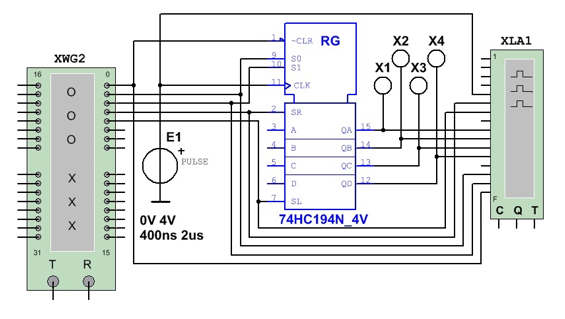 XWG2
16 0
O
O
O
X
X
X
31 15
T R
E1
+
PULSE
0V 4V
400ns 2us
RG
1 ~CLR
9 S0
10 S1
11 CLK
2 SR
3 A QA 15
4 B QB 14
5 C QC 13
6 D QD 12
7 SL
74HC194N_4V
X2 X4
X1 X3
XLA1
1
F
C Q T